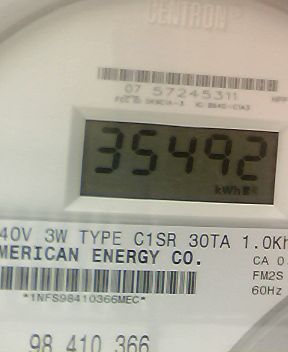 CENTRON®
07 57245311
35492
kWh
40V 3W TYPE C1SR 30TA 1.0Kh
MERICAN ENERGY CO.
CA 0
FM2S
60Hz
*1NFS98410366MEC*
98 410 366